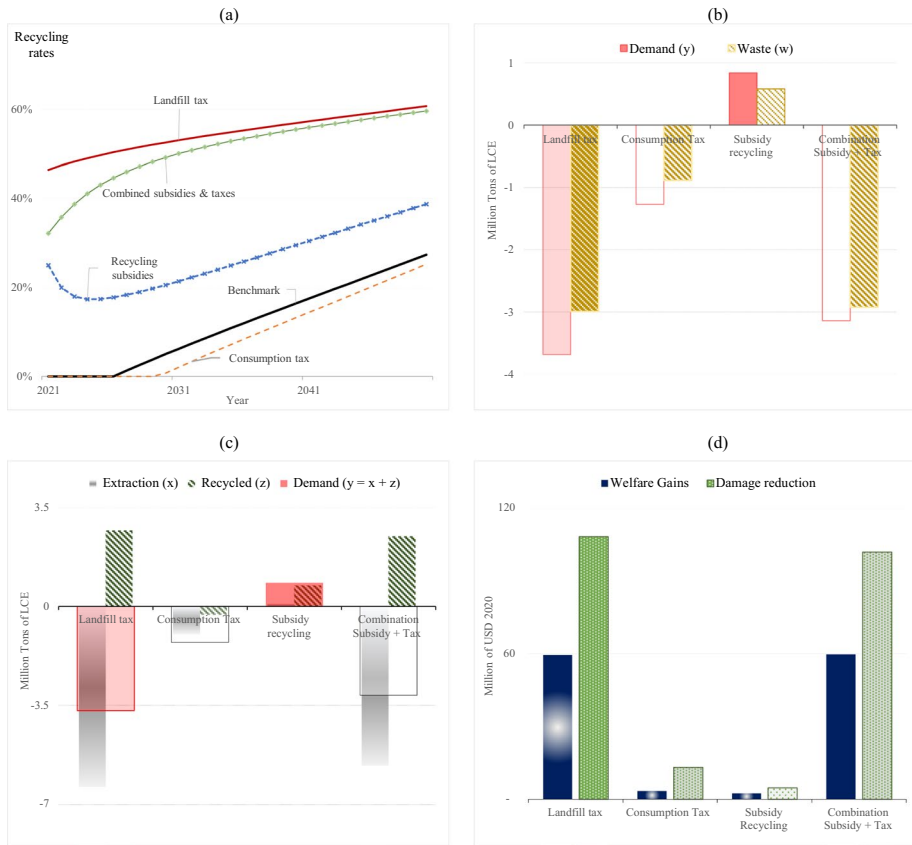 (a)
Recycling
rates
60%
40%
20%
0%
Landfill tax
Combined subsidies & taxes
Recycling
subsidies
Benchmark
Consumption tax
2021
2031
2041
Year
(b)
Demand (y)
Waste (w)
Million Tons of LCE
1
0
-1
-2
-3
-4
Landfill tax
Consumption Tax
Subsidy
recycling
Combination
Subsidy + Tax
(c)
Extraction (x)
Recycled (z)
Demand (y = x + z)
Million Tons of LCE
3.5
0
-3.5
-7
Landfill tax
Consumption Tax
Subsidy
recycling
Combination
Subsidy + Tax
(d)
Welfare Gains
Damage reduction
Million of USD 2020
120
60
-
Landfill tax
Consumption Tax
Subsidy
Recycling
Combination
Subsidy + Tax